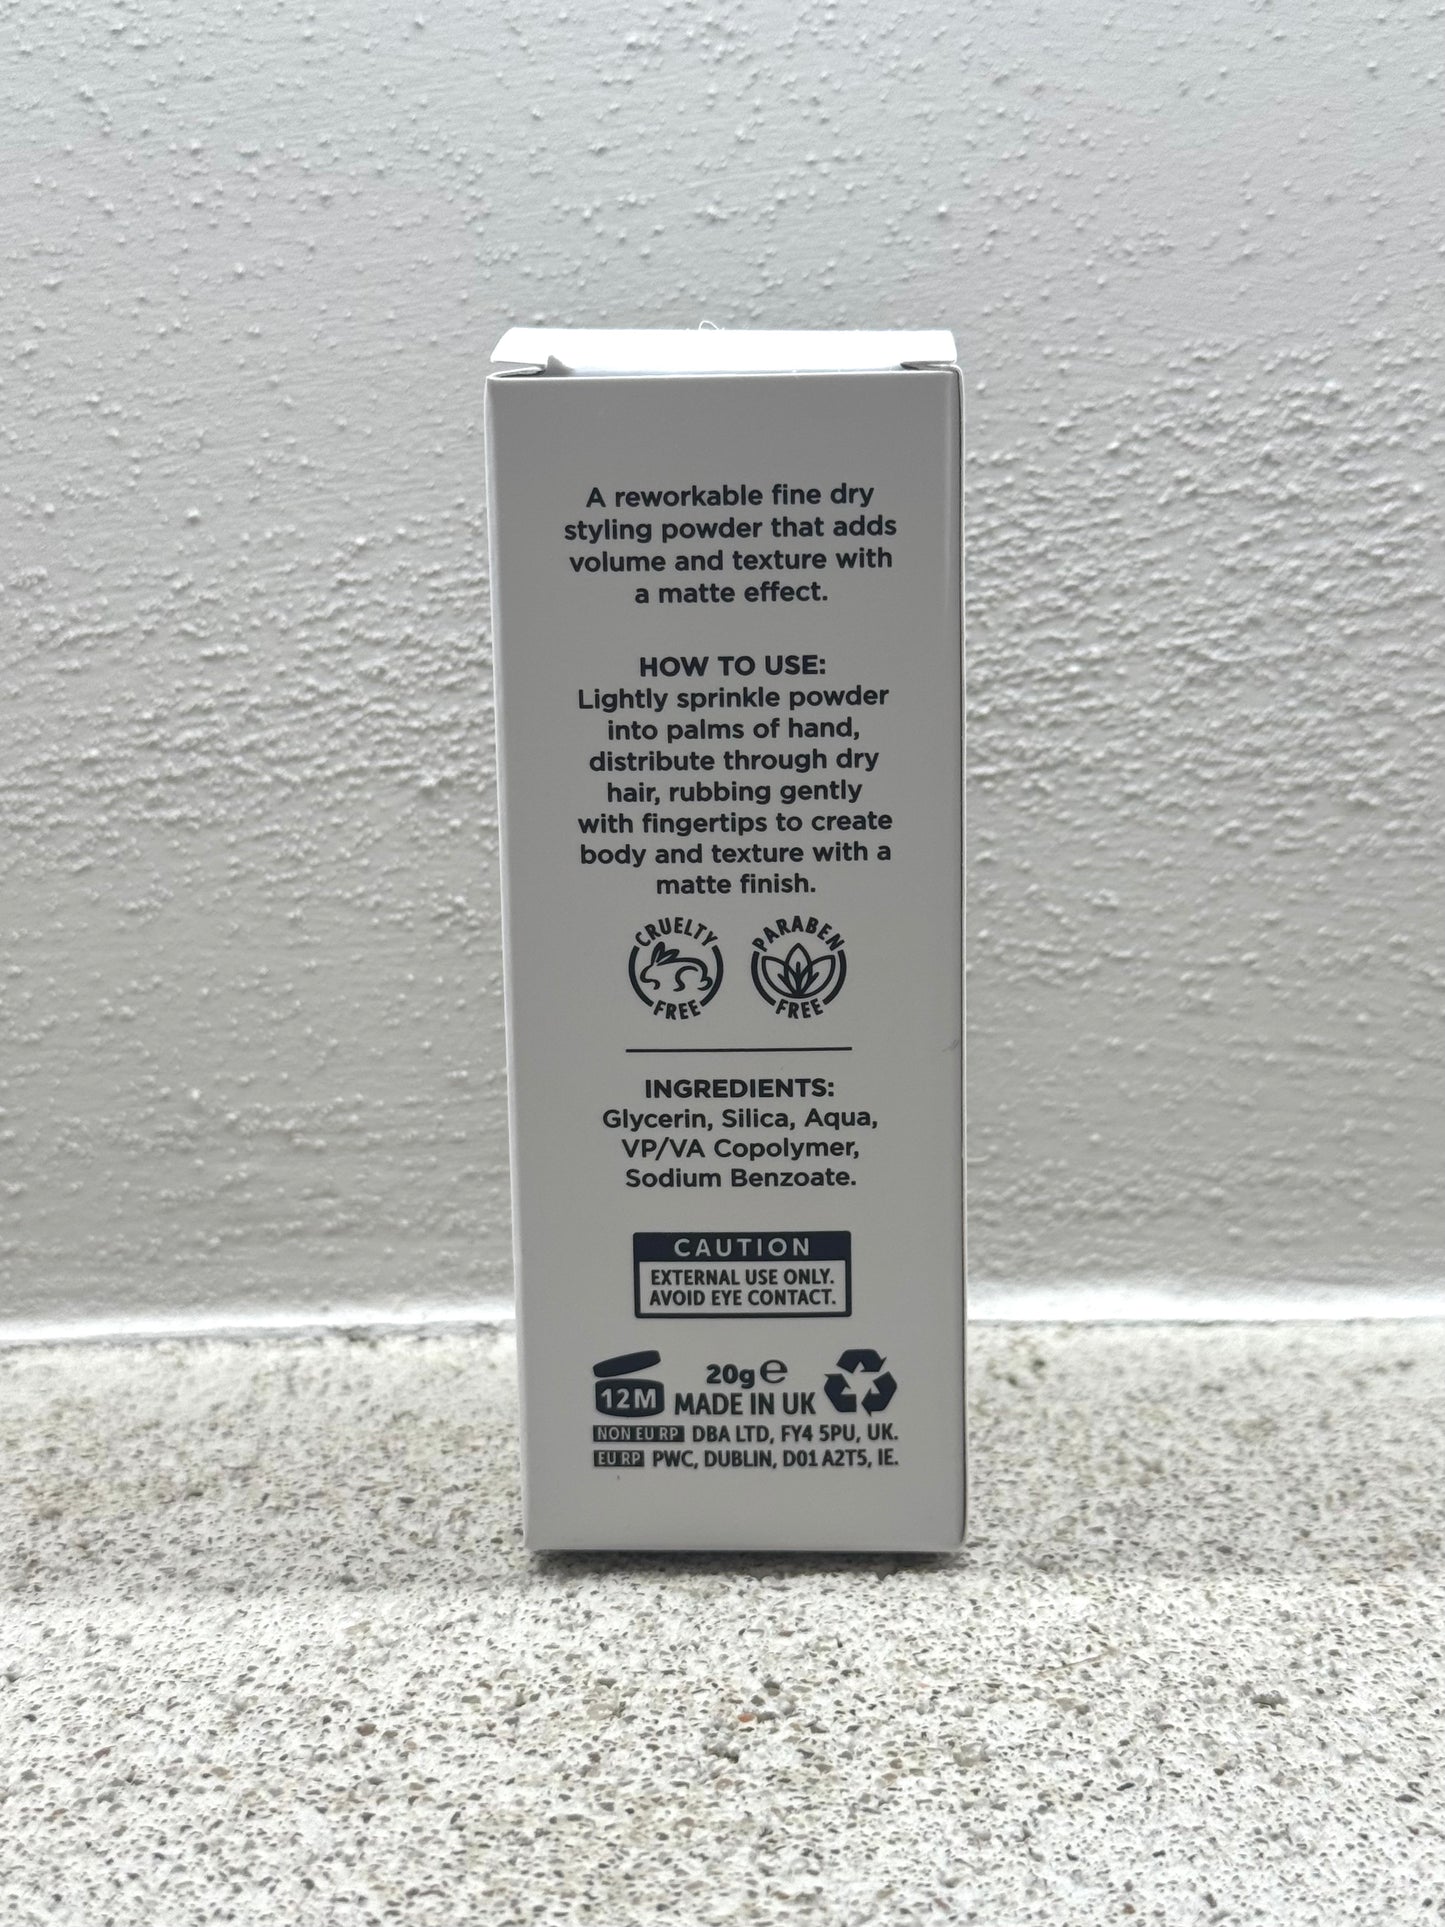 A reworkable fine dry
styling powder that adds
volume and texture with
a matte effect.
HOW TO USE:
Lightly sprinkle powder
into palms of hand,
distribute through dry
hair, rubbing gently
with fingertips to create
body and texture with a
matte finish.
CRUELTY FREE
PARABEN FREE
INGREDIENTS:
Glycerin, Silica, Aqua,
VP/VA Copolymer,
Sodium Benzoate.
CAUTION
EXTERNAL USE ONLY.
AVOID EYE CONTACT.
20g e
12M MADE IN UK
NON EU RP DBA LTD, FY4 5PU, UK.
EU RP PWC, DUBLIN, D01 A2T5, IE.